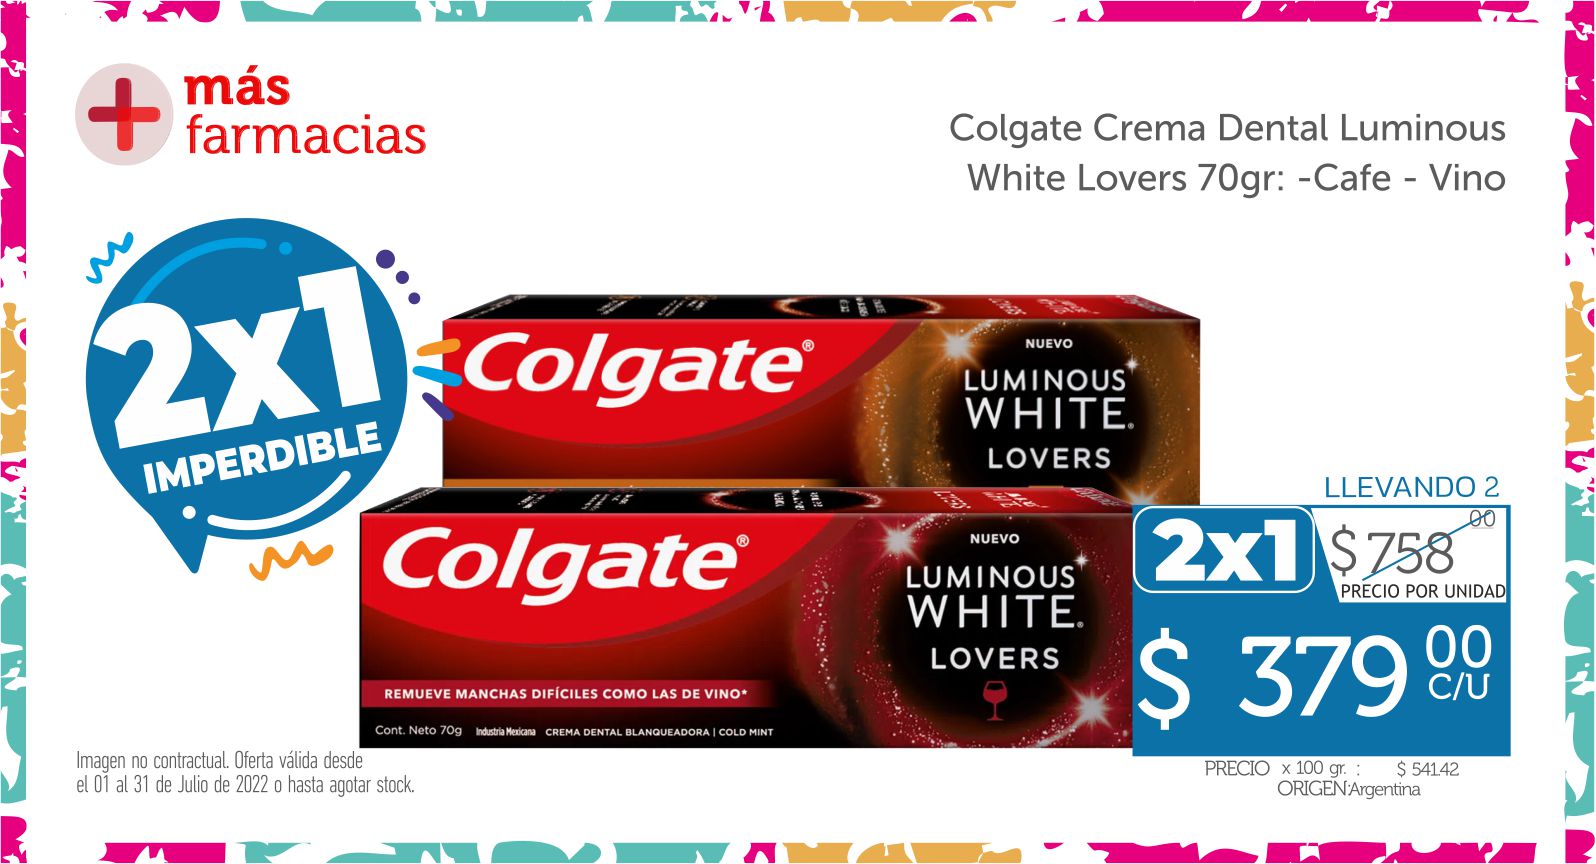 más
farmacias
Colgate Crema Dental Luminous
White Lovers 70gr: -Cafe - Vino
2x1
IMPERDIBLE
Colgate®
NUEVO
LUMINOUS
WHITE®
LOVERS
Colgate®
NUEVO
LUMINOUS
WHITE®
LOVERS
REMUEVE MANCHAS DIFÍCILES COMO LAS DE VINO*
Cont. Neto 70g Industria Mexicana CREMA DENTAL BLANQUEADORA | COLD MINT
LLEVANDO 2
2x1
$ 758 00
PRECIO POR UNIDAD
$ 379 00
C/U
PRECIO x 100 gr. : $ 541.42
ORIGEN:Argentina
Imagen no contractual. Oferta válida desde
el 01 al 31 de Julio de 2022 o hasta agotar stock.